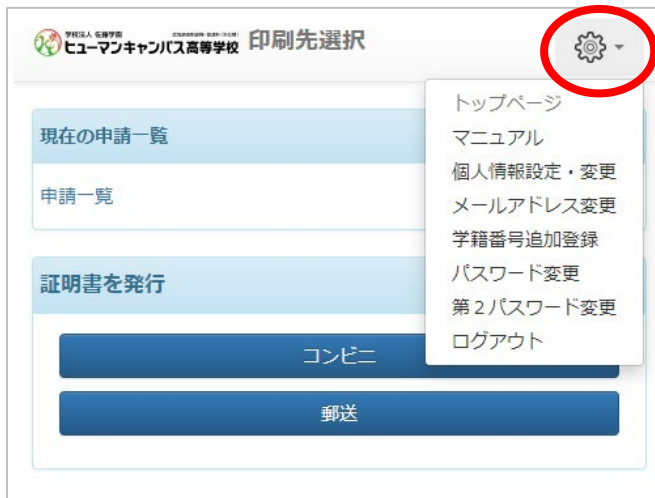 学校法人 佐藤学園
ヒューマンキャンパス高等学校 印刷先選択
トップページ
マニュアル
個人情報設定・変更
メールアドレス変更
学籍番号追加登録
パスワード変更
第2パスワード変更
ログアウト
現在の申請一覧
申請一覧
証明書を発行
コンビニ
郵送